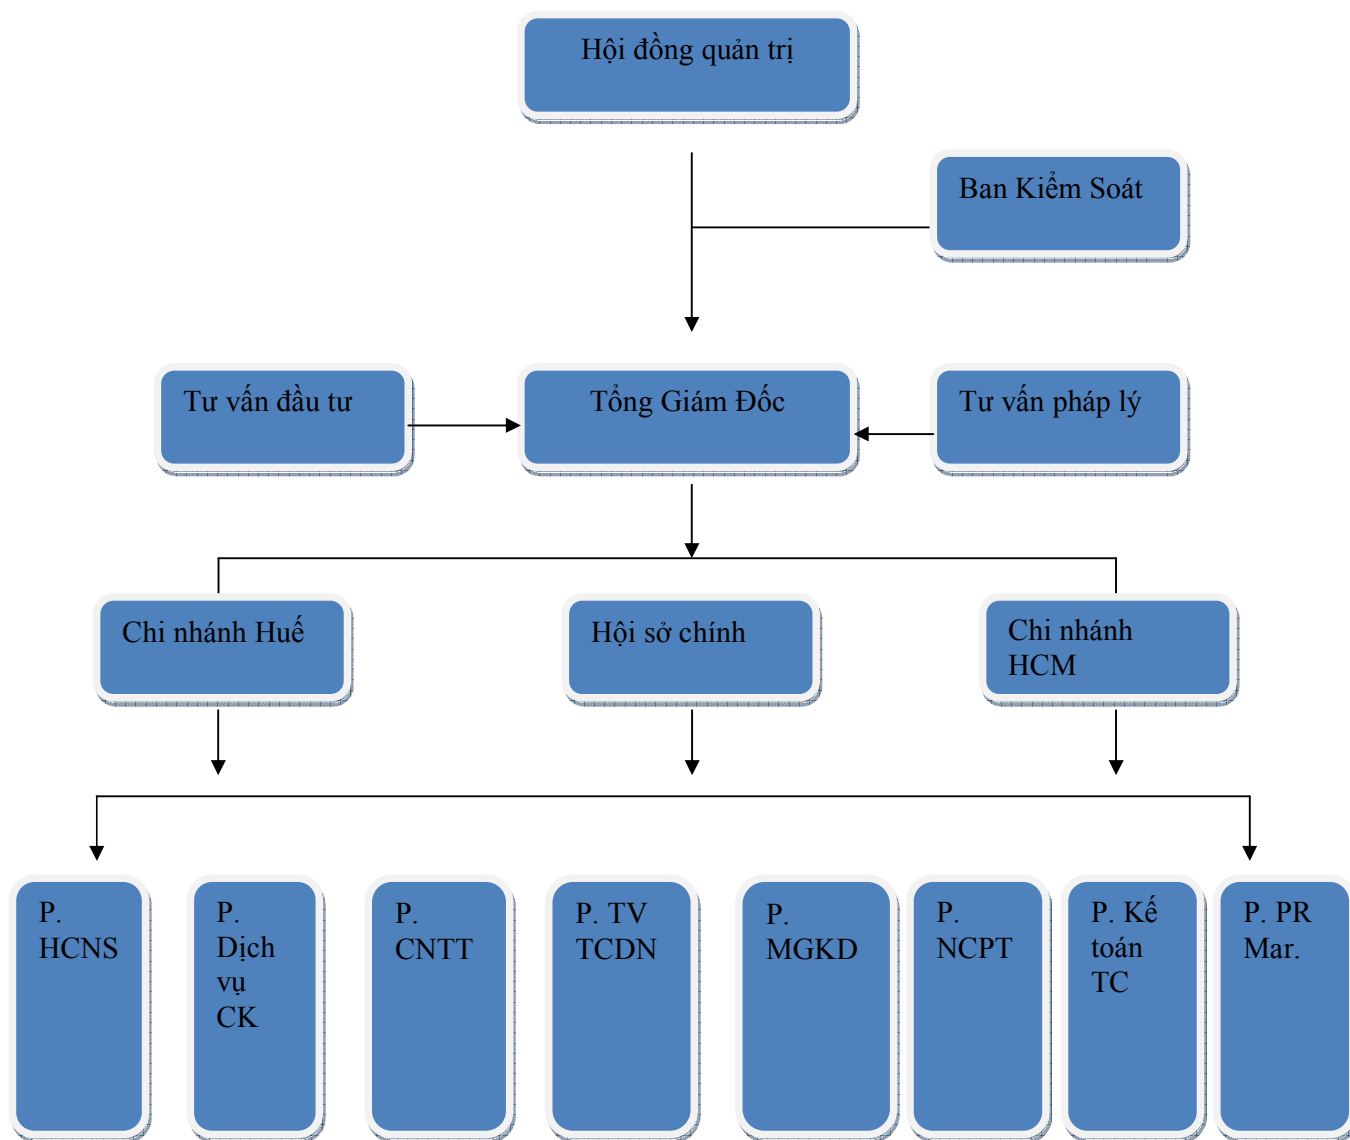 Hội đồng quản trị
Ban Kiểm Soát
Tư vấn đầu tư
Tổng Giám Đốc
Tư vấn pháp lý
Chi nhánh Huế
Hội sở chính
Chi nhánh
HCM
P.
HCNS
P.
Dịch
vụ
CK
P.
CNTT
P. TV
TCDN
P.
MGKD
P.
NCPT
P. Kế
toán
TC
P. PR
Mar.